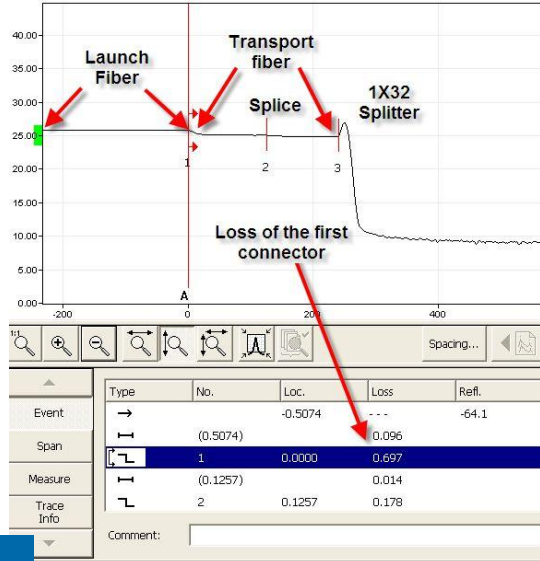 40.00
Launch
Fiber
Transport
fiber
35.00
Splice
1X32
Splitter
30.00
25.00
20.00
1
2
3
15.00
Loss of the first
connector
10.00
5.00
A
0.00
-200
0
200
400
1:1
Spacing...
Type No. Loc. Loss Refl.
Event
-0.5074 --- -64.1
(0.5074) 0.096
Span
1 0.0000 0.697
Measure
(0.1257) 0.014
Trace
Info
2 0.1257 0.178
Comment: